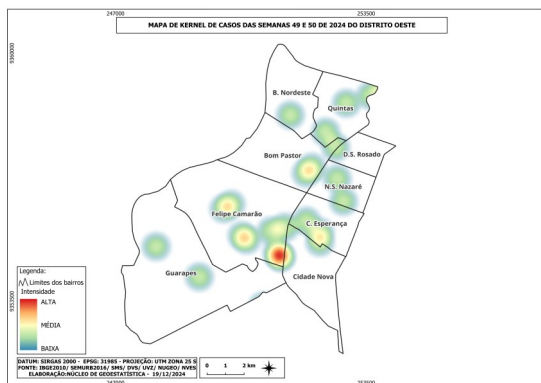 247000
253500
MAPA DE KERNEL DE CASOS DAS SEMANAS 49 E 50 DE 2024 DO DISTRITO OESTE
9360000
B. Nordeste
Quintas
Bom Pastor
D.S. Rosado
N.S. Nazaré
Felipe Camarão
C. Esperança
Guarapes
Cidade Nova
9353500
Legenda:
Limites dos bairros
Intensidade
ALTA
MÉDIA
BAIXA
DATUM: SIRGAS 2000 - EPSG: 31985 - PROJEÇÃO: UTM ZONA 25 S
FONTE: IBGE2010/ SEMURB2016/ SMS/ DVS/ UVZ/ NUGEO/ NVES
ELABORAÇÃO:NÚCLEO DE GEOESTATÍSTICA - 19/12/2024
0 1 2 km
247000